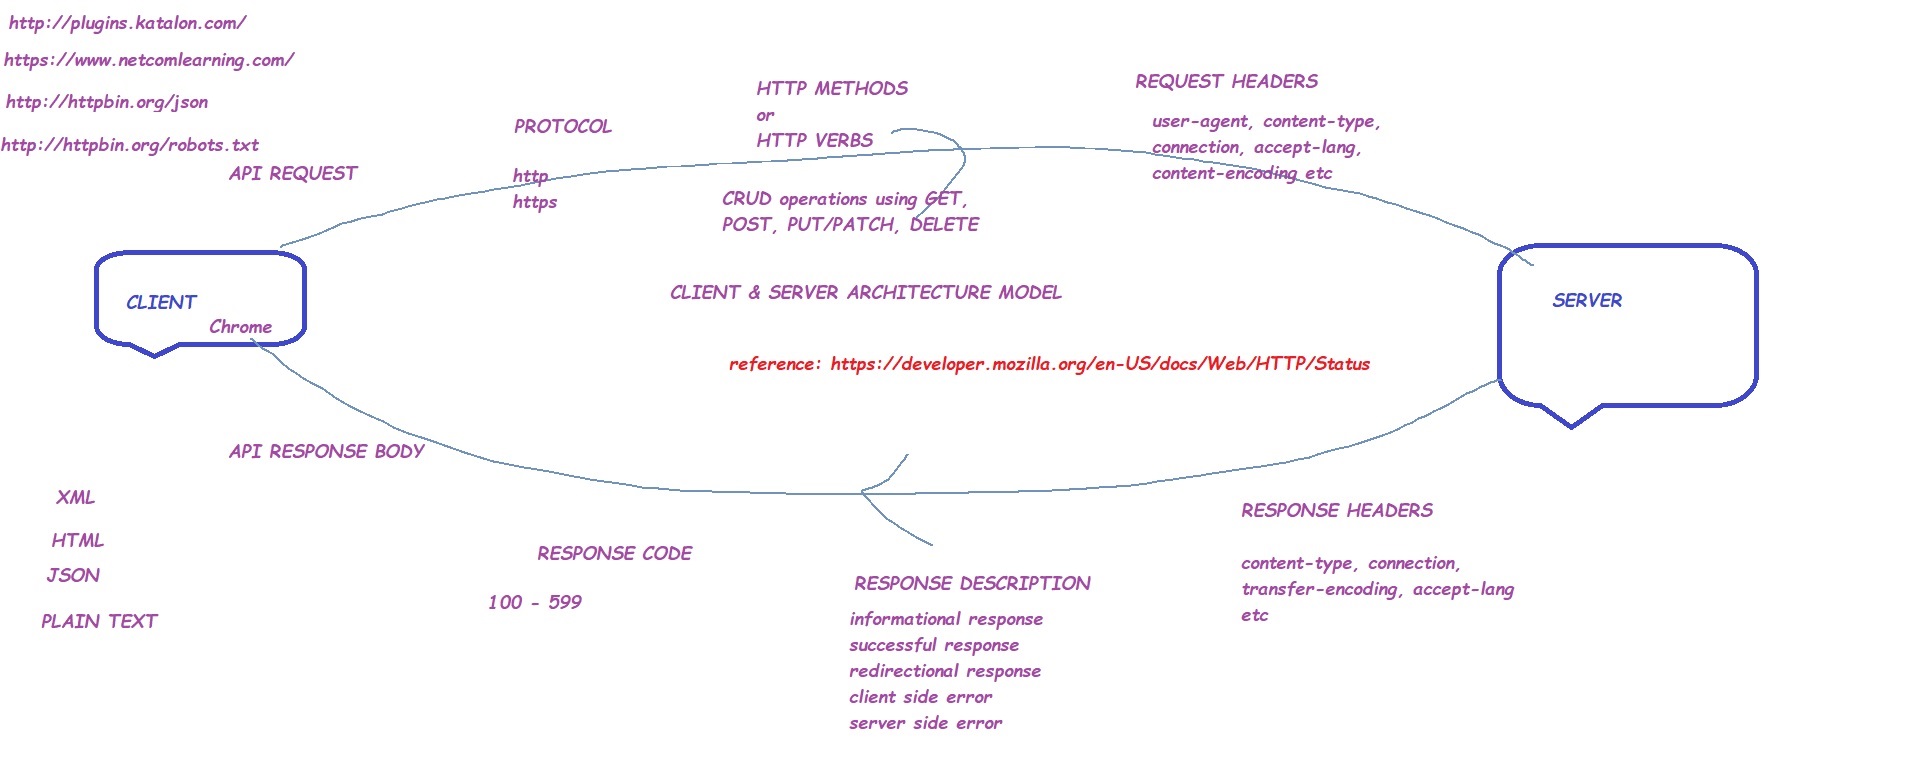 http://plugins.katalon.com/
https://www.netcomlearning.com/
http://httpbin.org/json
http://httpbin.org/robots.txt
API REQUEST
PROTOCOL
http
https
HTTP METHODS
or
HTTP VERBS
CRUD operations using GET,
POST, PUT/PATCH, DELETE
REQUEST HEADERS
user-agent, content-type,
connection, accept-lang,
content-encoding etc
CLIENT
Chrome
CLIENT & SERVER ARCHITECTURE MODEL
SERVER
reference: https://developer.mozilla.org/en-US/docs/Web/HTTP/Status
API RESPONSE BODY
XML
HTML
JSON
PLAIN TEXT
RESPONSE CODE
100 - 599
RESPONSE DESCRIPTION
informational response
successful response
redirectional response
client side error
server side error
RESPONSE HEADERS
content-type, connection,
transfer-encoding, accept-lang
etc